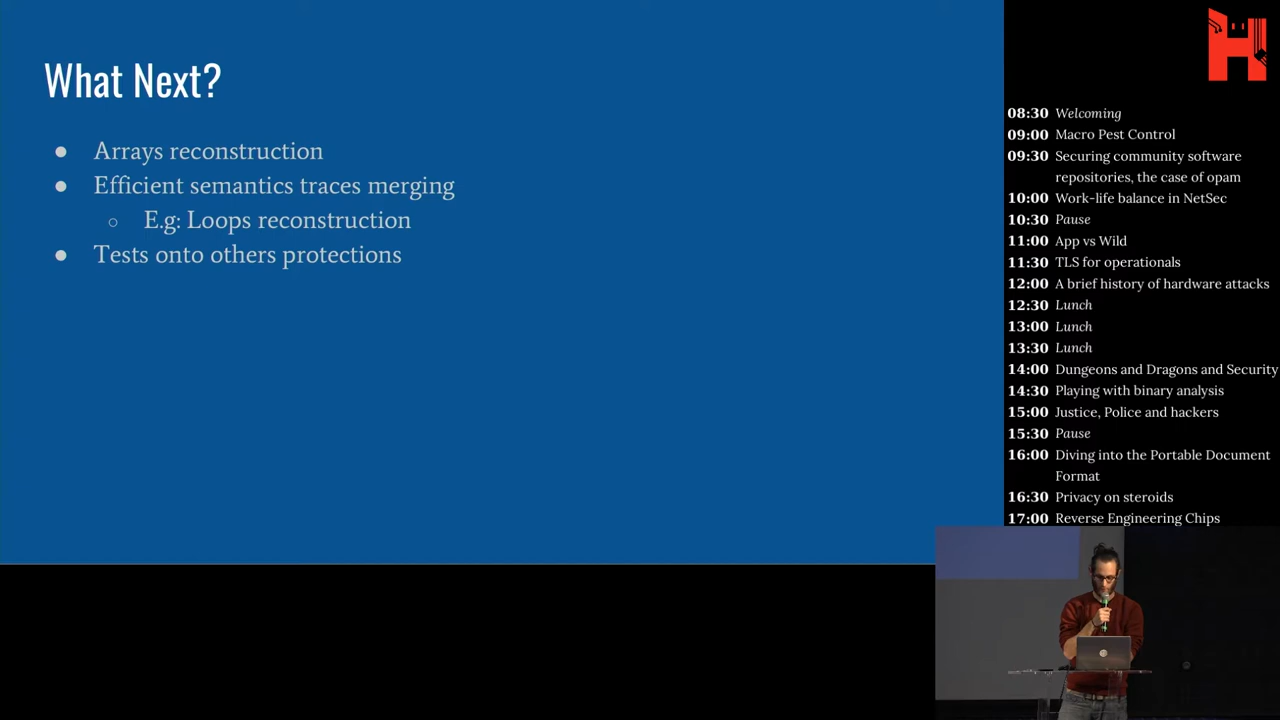 What Next?
● Arrays reconstruction
● Efficient semantics traces merging
○ E.g: Loops reconstruction
● Tests onto others protections
08:30 Welcoming
09:00 Macro Pest Control
09:30 Securing community software
repositories, the case of opam
10:00 Work-life balance in NetSec
10:30 Pause
11:00 App vs Wild
11:30 TLS for operationals
12:00 A brief history of hardware attacks
12:30 Lunch
13:00 Lunch
13:30 Lunch
14:00 Dungeons and Dragons and Security
14:30 Playing with binary analysis
15:00 Justice, Police and hackers
15:30 Pause
16:00 Diving into the Portable Document
Format
16:30 Privacy on steroids
17:00 Reverse Engineering Chips